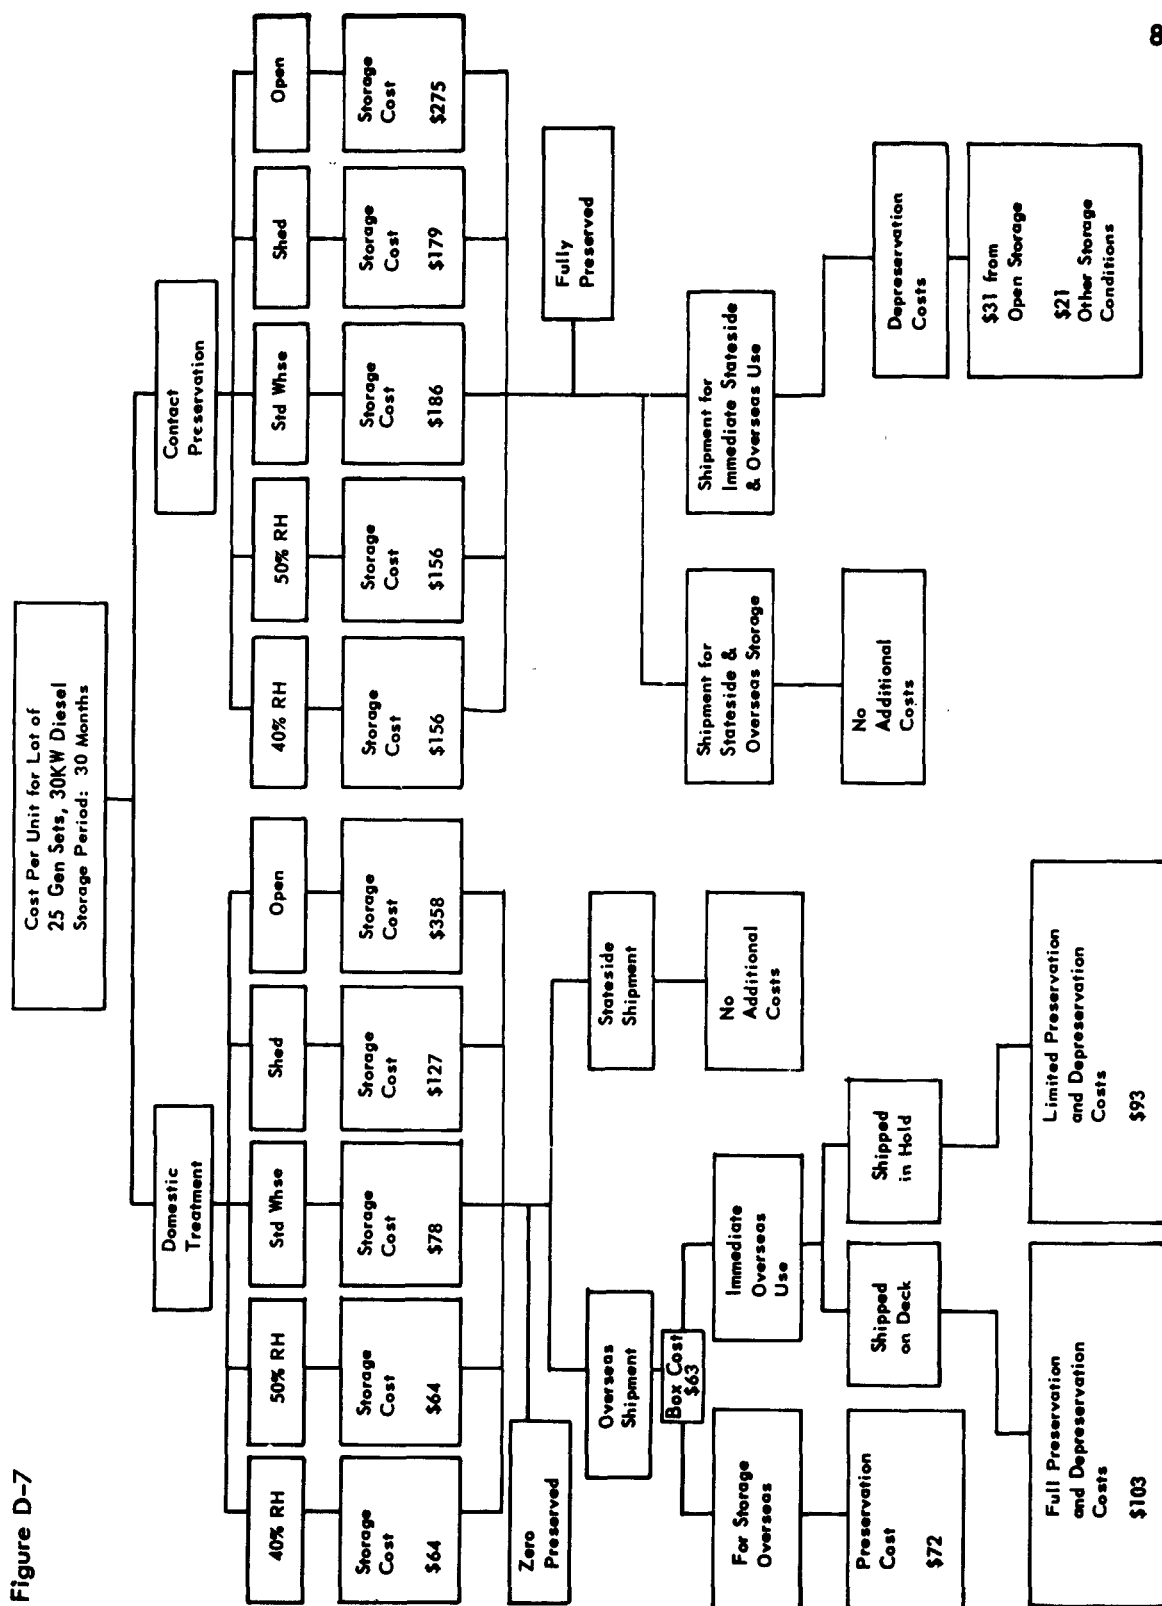 Figure D-7
Cost Per Unit for Lot of
25 Gen Sets, 30KW Diesel
Storage Period: 30 Months
Domestic
Treatment
Contact
Preservation
40% RH
50% RH
Std Whse
Shed
Open
40% RH
50% RH
Std Whse
Shed
Open
Storage
Cost
$64
Storage
Cost
$64
Storage
Cost
$78
Storage
Cost
$127
Storage
Cost
$358
Storage
Cost
$156
Storage
Cost
$156
Storage
Cost
$186
Storage
Cost
$179
Storage
Cost
$275
Zero
Preserved
Fully
Preserved
Overseas
Shipment
Stateside
Shipment
Box Cost
$63
No
Additional
Costs
For Storage
Overseas
Immediate
Overseas
Use
Shipment for
Stateside &
Overseas Storage
Shipment for
Immediate Stateside
& Overseas Use
Preservation
Cost
$72
Shipped
on Deck
Shipped
in Hold
No
Additional
Costs
Depreservation
Costs
Full Preservation
and Depreservation
Costs
$103
Limited Preservation
and Depreservation
Costs
$93
$31 from
Open Storage
$21
Other Storage
Conditions